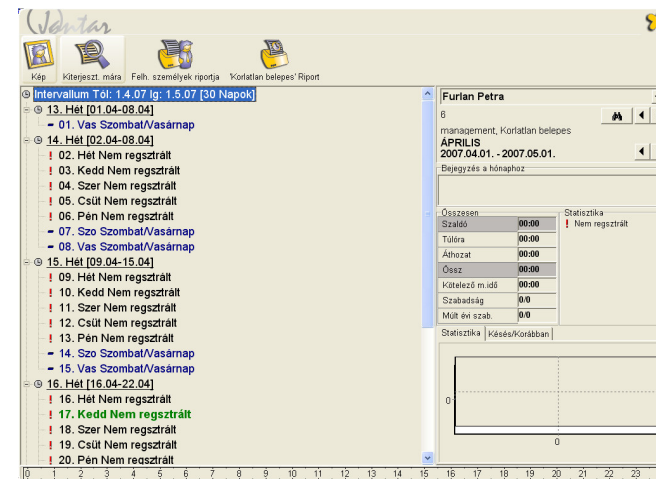 Jantar
Kép
Kiterjeszt. mára
Felh. személyek riportja
'Korlatlan belepes' Riport
Intervallum Tól: 1.4.07 Ig: 1.5.07 [30 Napok]
13. Hét [01.04-08.04]
01. Vas Szombat/Vasárnap
14. Hét [02.04-08.04]
! 02. Hét Nem regsztrált
! 03. Kedd Nem regsztrált
! 04. Szer Nem regsztrált
! 05. Csüt Nem regsztrált
! 06. Pén Nem regsztrált
07. Szo Szombat/Vasárnap
08. Vas Szombat/Vasárnap
15. Hét [09.04-15.04]
! 09. Hét Nem regsztrált
! 10. Kedd Nem regsztrált
! 11. Szer Nem regsztrált
! 12. Csüt Nem regsztrált
! 13. Pén Nem regsztrált
14. Szo Szombat/Vasárnap
15. Vas Szombat/Vasárnap
16. Hét [16.04-22.04]
! 16. Hét Nem regsztrált
! 17. Kedd Nem regsztrált
! 18. Szer Nem regsztrált
! 19. Csüt Nem regsztrált
! 20. Pén Nem regsztrált
Furlan Petra
6
management, Korlatlan belepes
ÁPRILIS
2007.04.01. - 2007.05.01.
Bejegyzés a hónaphoz
Összesen
Szaldó 00:00
Túlóra 00:00
Áthozat 00:00
Össz 00:00
Kötelező m.idő 00:00
Szabadság 0/0
Múlt évi szab. 0/0
Statisztika
! Nem regsztrált
Statisztika Késés/Korábban
0
0
0 1 2 3 4 5 6 7 8 9 10 11 12 13 14 15 16 17 18 19 20 21 22 23